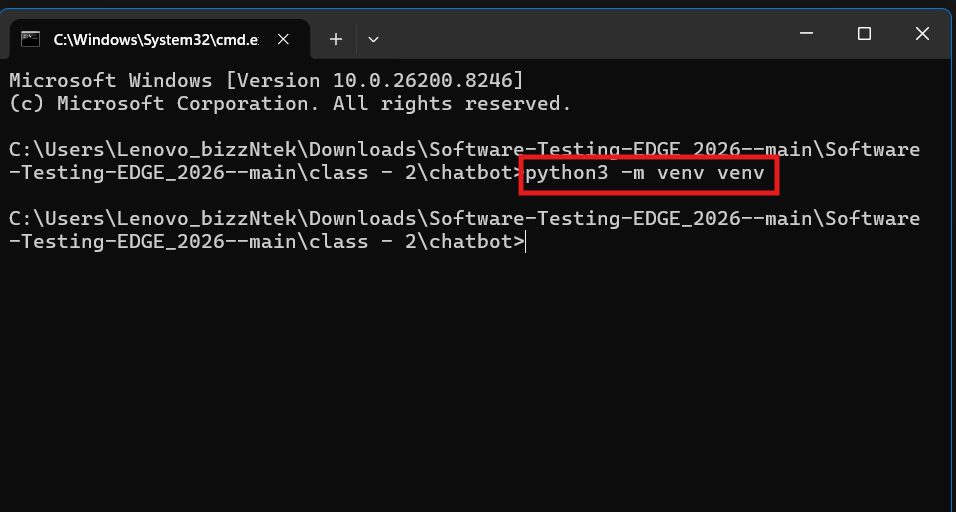 C:\Windows\System32\cmd.e
Microsoft Windows [Version 10.0.26200.8246]
(c) Microsoft Corporation. All rights reserved.
C:\Users\Lenovo_bizzNtek\Downloads\Software-Testing-EDGE_2026--main\Software
-Testing-EDGE_2026--main\class - 2\chatbot>python3 -m venv venv
C:\Users\Lenovo_bizzNtek\Downloads\Software-Testing-EDGE_2026--main\Software
-Testing-EDGE_2026--main\class - 2\chatbot>